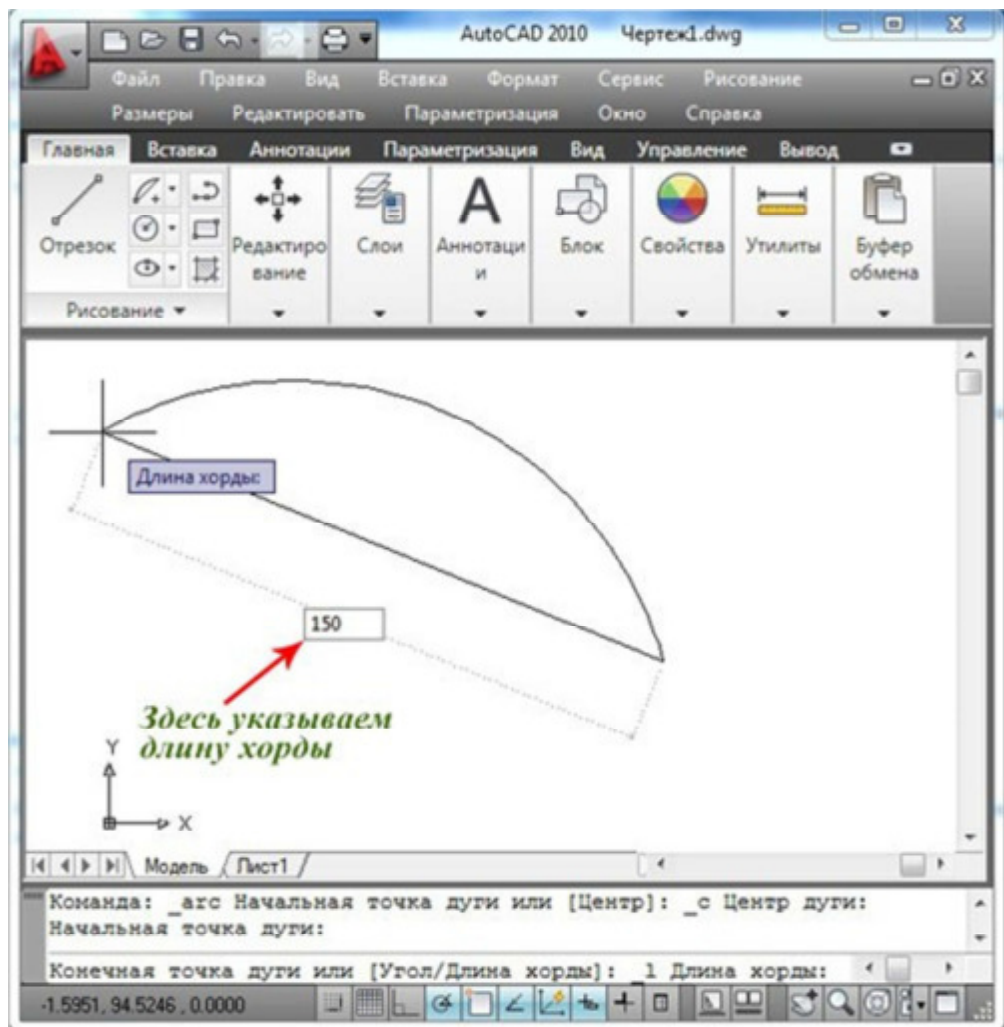 AutoCAD 2010 Чертеж1.dwg
Файл Правка Вид Вставка Формат Сервис Рисование
Размеры Редактировать Параметризация Окно Справка
Главная Вставка Аннотации Параметризация Вид Управление Вывод
Отрезок
Редактиро
вание
Слои
Аннотаци
и
Блок
Свойства
Утилиты
Буфер
обмена
Рисование
Длина хорды:
150
Здесь указываем
длину хорды
Y
X
Модель Лист1
Команда: _arc Начальная точка дуги или [Центр]: _c Центр дуги:
Начальная точка дуги:
Конечная точка дуги или [Угол/Длина хорды]: _l Длина хорды:
-1.5951, 94.5246 , 0.0000